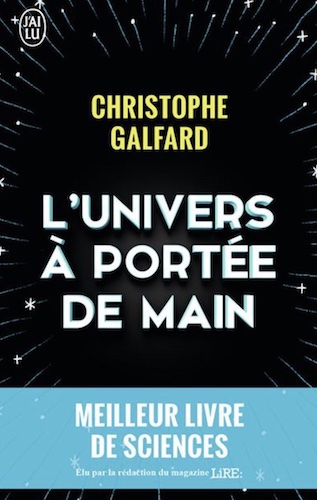 J'AI
LU
CHRISTOPHE
GALFARD
L'UNIVERS
À PORTÉE
DE MAIN
MEILLEUR LIVRE
DE SCIENCES
Élu par la rédaction du magazine LiRE: